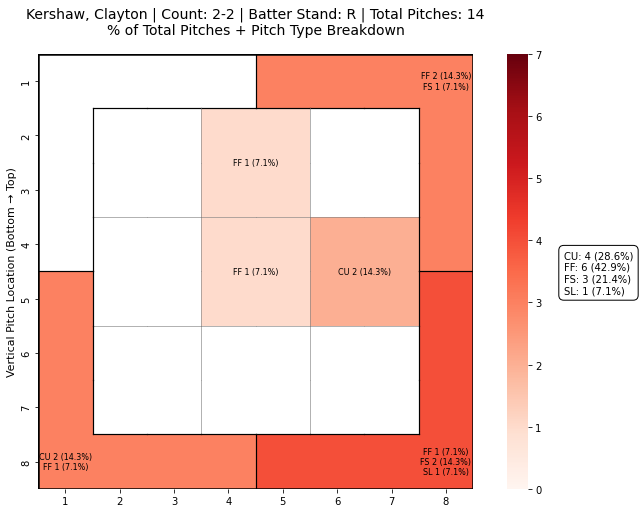 Kershaw, Clayton | Count: 2-2 | Batter Stand: R | Total Pitches: 14
% of Total Pitches + Pitch Type Breakdown
FF 2 (14.3%)
FS 1 (7.1%)
FF 1 (7.1%)
FF 1 (7.1%)
CU 2 (14.3%)
CU 2 (14.3%)
FF 1 (7.1%)
FF 1 (7.1%)
FS 2 (14.3%)
SL 1 (7.1%)
Vertical Pitch Location (Bottom → Top)
1
2
3
4
5
6
7
8
1 2 3 4 5 6 7 8
7
6
5
4
3
2
1
0
CU: 4 (28.6%)
FF: 6 (42.9%)
FS: 3 (21.4%)
SL: 1 (7.1%)